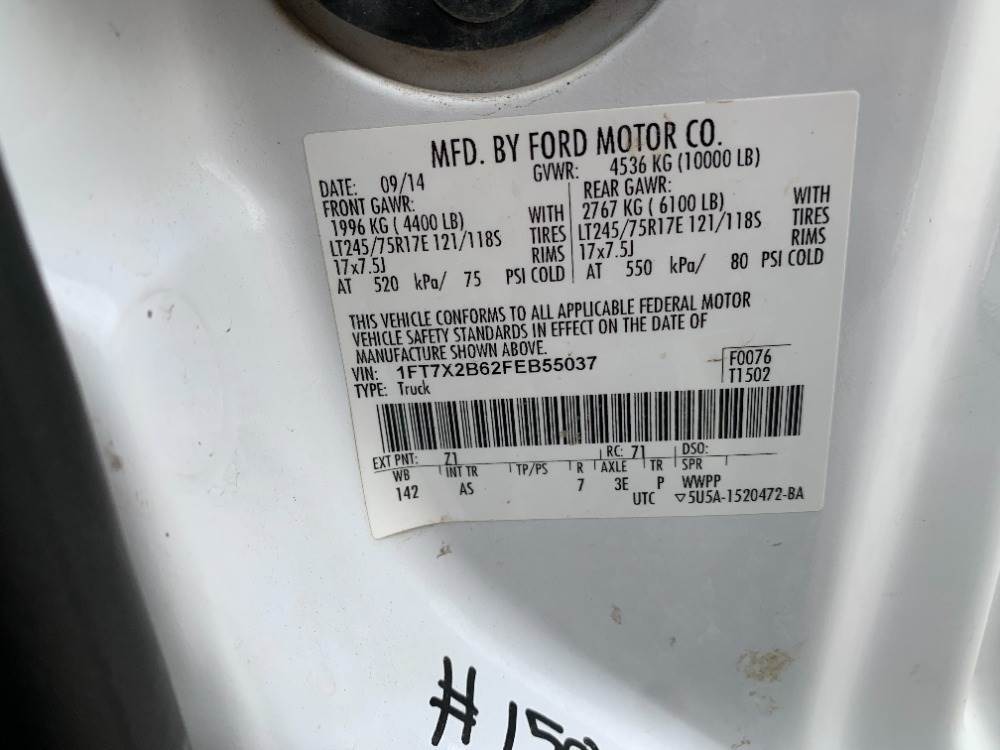 MFD. BY FORD MOTOR CO.
DATE: 09/14 GVWR: 4536 KG (10000 LB)
FRONT GAWR: REAR GAWR:
1996 KG ( 4400 LB) WITH 2767 KG ( 6100 LB) WITH
LT245/75R17E 121/118S TIRES LT245/75R17E 121/118S TIRES
17x7.5J RIMS 17x7.5J RIMS
AT 520 kPa/ 75 PSI COLD AT 550 kPa/ 80 PSI COLD
THIS VEHICLE CONFORMS TO ALL APPLICABLE FEDERAL MOTOR
VEHICLE SAFETY STANDARDS IN EFFECT ON THE DATE OF
MANUFACTURE SHOWN ABOVE.
VIN: 1FT7X2B62FEB55037 F0076
TYPE: Truck T1502
EXT PNT: Z1 RC: 71 DSO:
WB INT TR TP/PS R AXLE TR SPR
142 AS 7 3E P WWPP
UTC ▽5U5A-1520472-BA